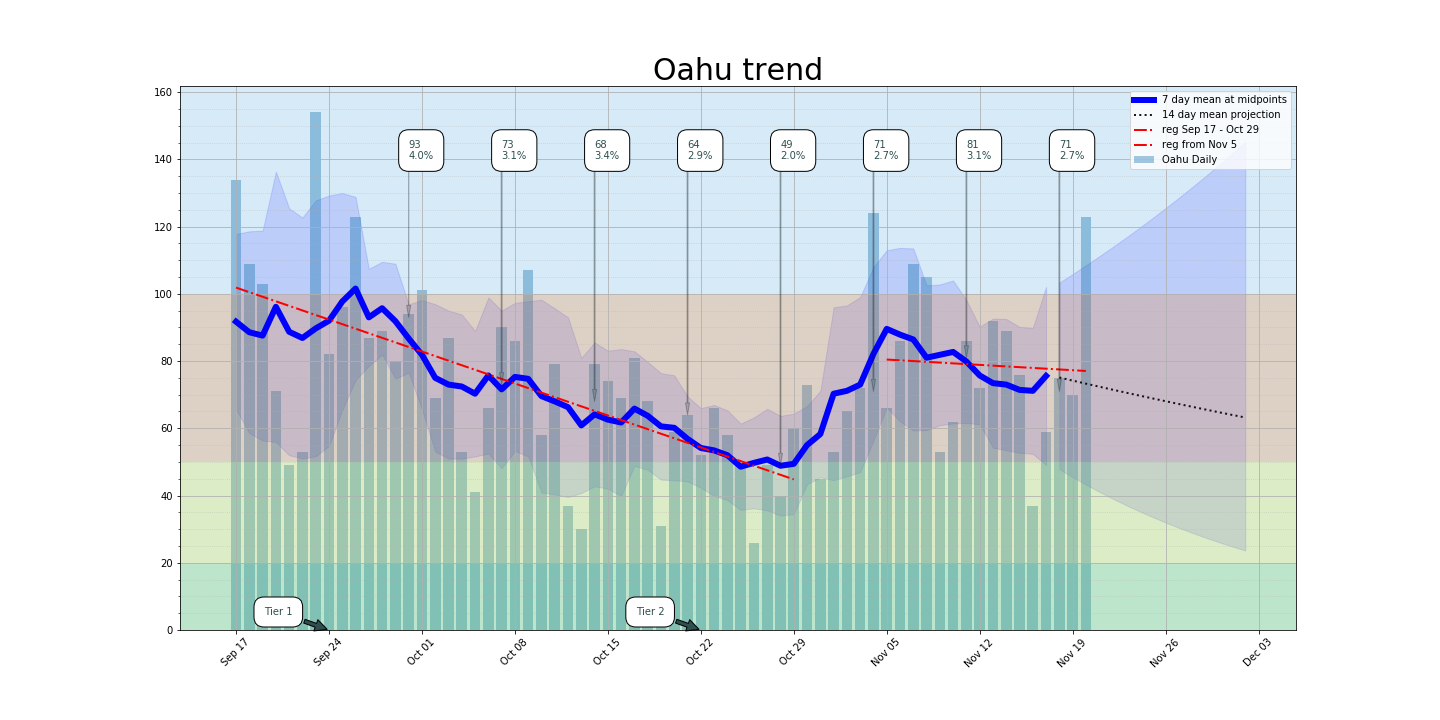 Oahu trend
7 day mean at midpoints
14 day mean projection
reg Sep 17 - Oct 29
reg from Nov 5
Oahu Daily
93
4.0%
73
3.1%
68
3.4%
64
2.9%
49
2.0%
71
2.7%
81
3.1%
71
2.7%
160
140
120
100
80
60
40
20
0
Tier 1
Tier 2
Sep 17
Sep 24
Oct 01
Oct 08
Oct 15
Oct 22
Oct 29
Nov 05
Nov 12
Nov 19
Nov 26
Dec 03